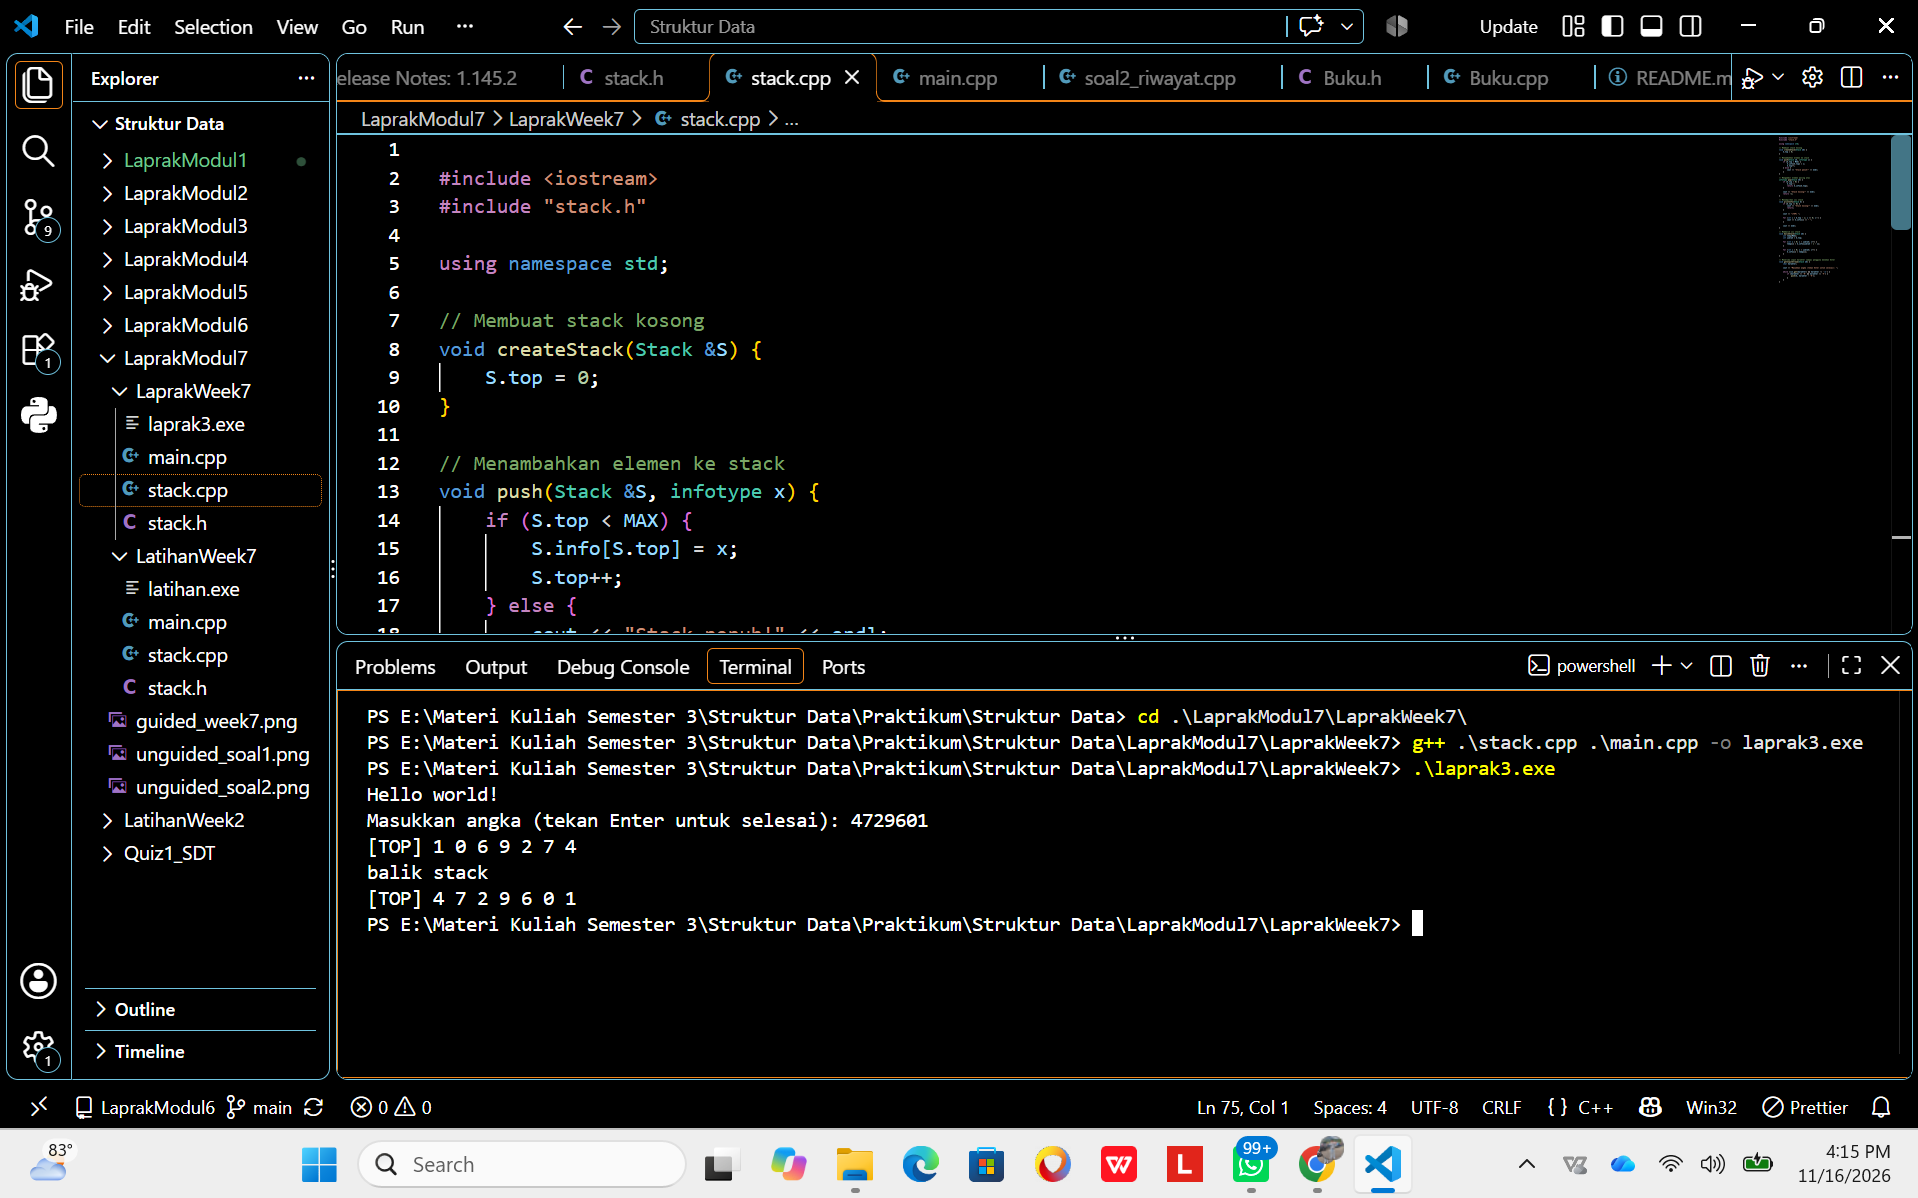 File Edit Selection View Go Run ...
Struktur Data
Update
Explorer
Struktur Data
LaprakModul1
LaprakModul2
LaprakModul3
LaprakModul4
LaprakModul5
LaprakModul6
LaprakModul7
LaprakWeek7
laprak3.exe
main.cpp
stack.cpp
stack.h
LatihanWeek7
latihan.exe
main.cpp
stack.cpp
stack.h
guided_week7.png
unguided_soal1.png
unguided_soal2.png
LatihanWeek2
Quiz1_SDT
Outline
Timeline
9
1
1
elease Notes: 1.145.2 stack.h stack.cpp main.cpp soal2_riwayat.cpp Buku.h Buku.cpp README.m
LaprakModul7 > LaprakWeek7 > stack.cpp > ...
1
2 #include <iostream>
3 #include "stack.h"
4
5 using namespace std;
6
7 // Membuat stack kosong
8 void createStack(Stack &S) {
9 S.top = 0;
10 }
11
12 // Menambahkan elemen ke stack
13 void push(Stack &S, infotype x) {
14 if (S.top < MAX) {
15 S.info[S.top] = x;
16 S.top++;
17 } else {
18 cout << "Stack penuh!" << endl;
Problems Output Debug Console Terminal Ports
powershell
PS E:\Materi Kuliah Semester 3\Struktur Data\Praktikum\Struktur Data> cd .\LaprakModul7\LaprakWeek7\
PS E:\Materi Kuliah Semester 3\Struktur Data\Praktikum\Struktur Data\LaprakModul7\LaprakWeek7> g++ .\stack.cpp .\main.cpp -o laprak3.exe
PS E:\Materi Kuliah Semester 3\Struktur Data\Praktikum\Struktur Data\LaprakModul7\LaprakWeek7> .\laprak3.exe
Hello world!
Masukkan angka (tekan Enter untuk selesai): 4729601
[TOP] 1 0 6 9 2 7 4
balik stack
[TOP] 4 7 2 9 6 0 1
PS E:\Materi Kuliah Semester 3\Struktur Data\Praktikum\Struktur Data\LaprakModul7\LaprakWeek7>
LaprakModul6 main 0 0
Ln 75, Col 1 Spaces: 4 UTF-8 CRLF {} C++ Win32 Prettier
83°
Search
99+
4:15 PM
11/16/2026